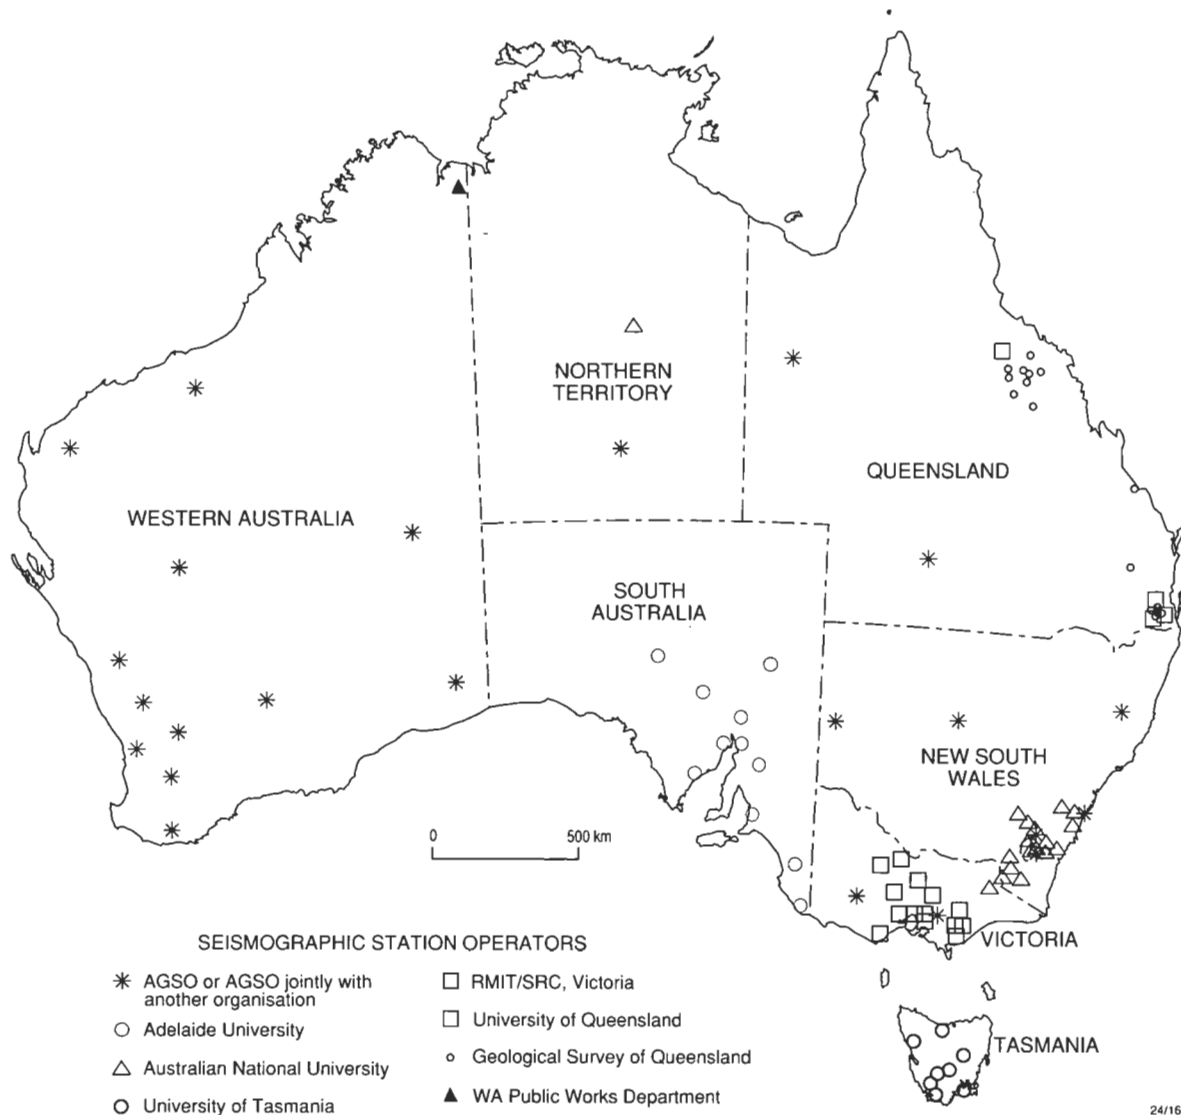 NORTHERN
TERRITORY
QUEENSLAND
WESTERN AUSTRALIA
SOUTH
AUSTRALIA
NEW SOUTH
WALES
0 500 km
VICTORIA
TASMANIA
SEISMOGRAPHIC STATION OPERATORS
AGSO or AGSO jointly with
another organisation
Adelaide University
Australian National University
University of Tasmania
RMIT/SRC, Victoria
University of Queensland
Geological Survey of Queensland
WA Public Works Department
24/16